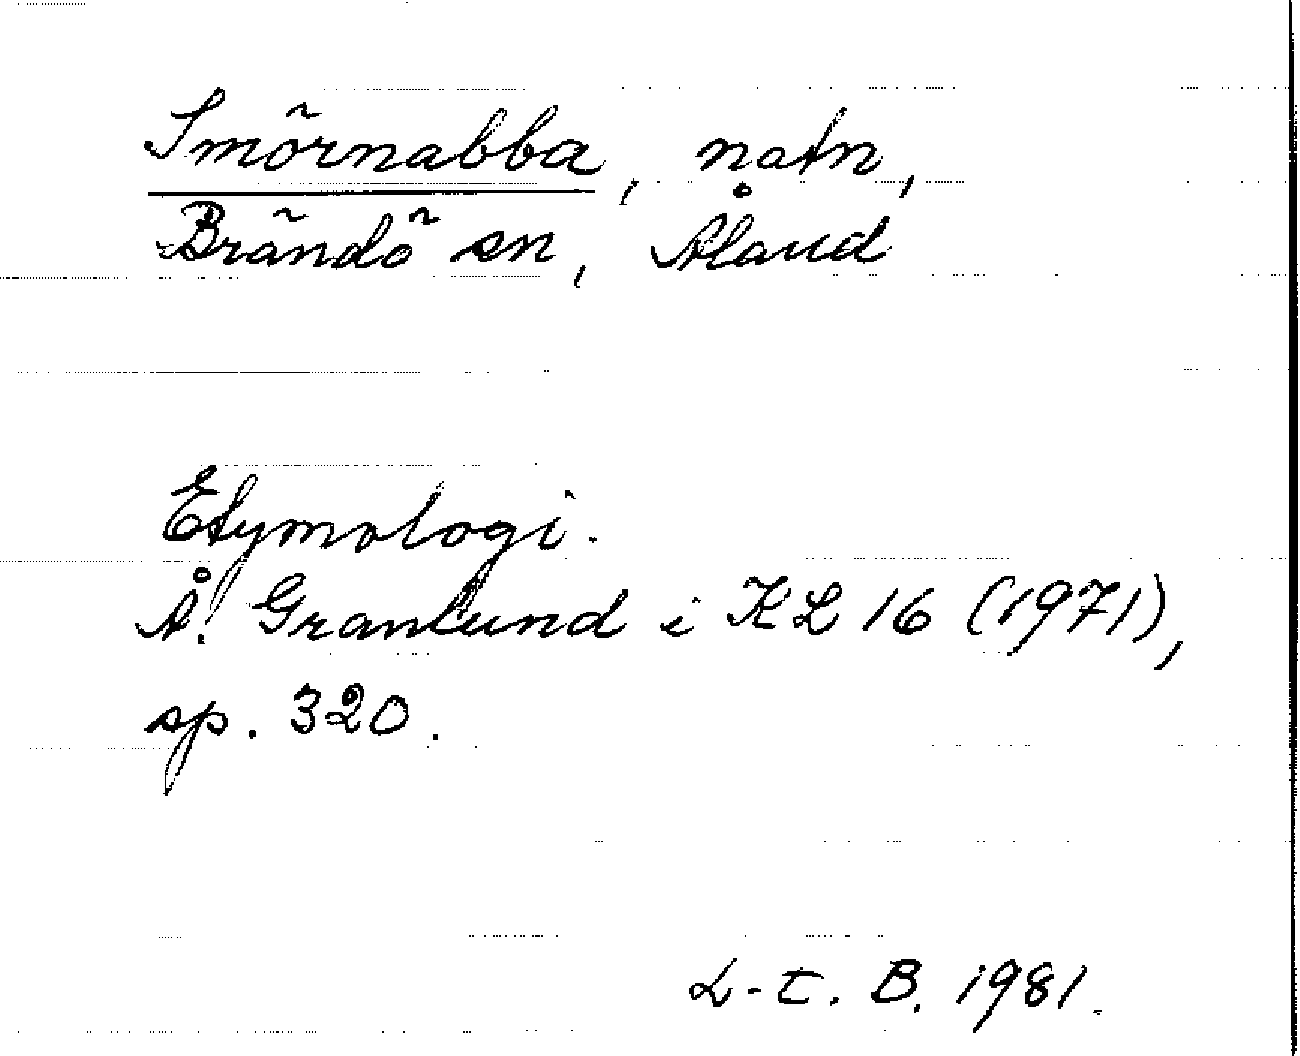 Smörnabba, natn,
Brändö sn, Åland
Etymologi.
Å. Granlund i KL 16 (1971),
sp. 320.
L-E. B. 1981.